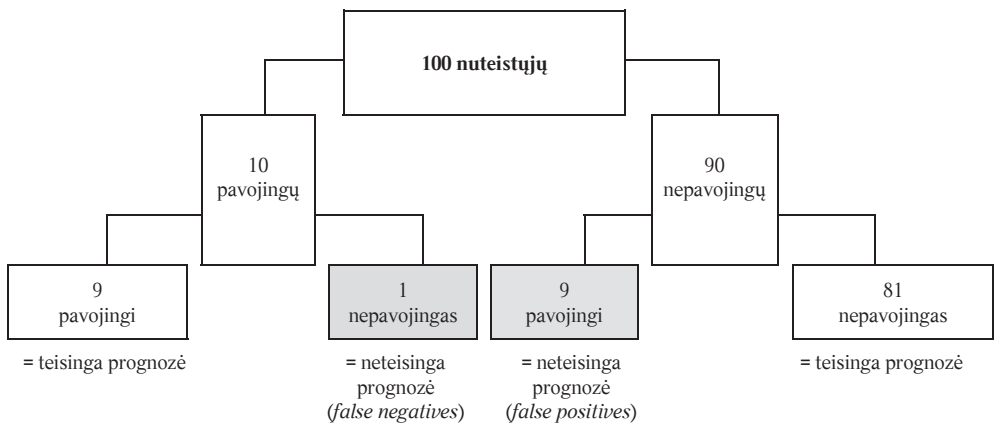 100 nuteistųjų
10
pavojingų
90
nepavojingų
9
pavojingi
= teisinga prognozė
1
nepavojingas
= neteisinga
prognozė
(false negatives)
9
pavojingi
= neteisinga
prognozė
(false positives)
81
nepavojingas
= teisinga prognozė